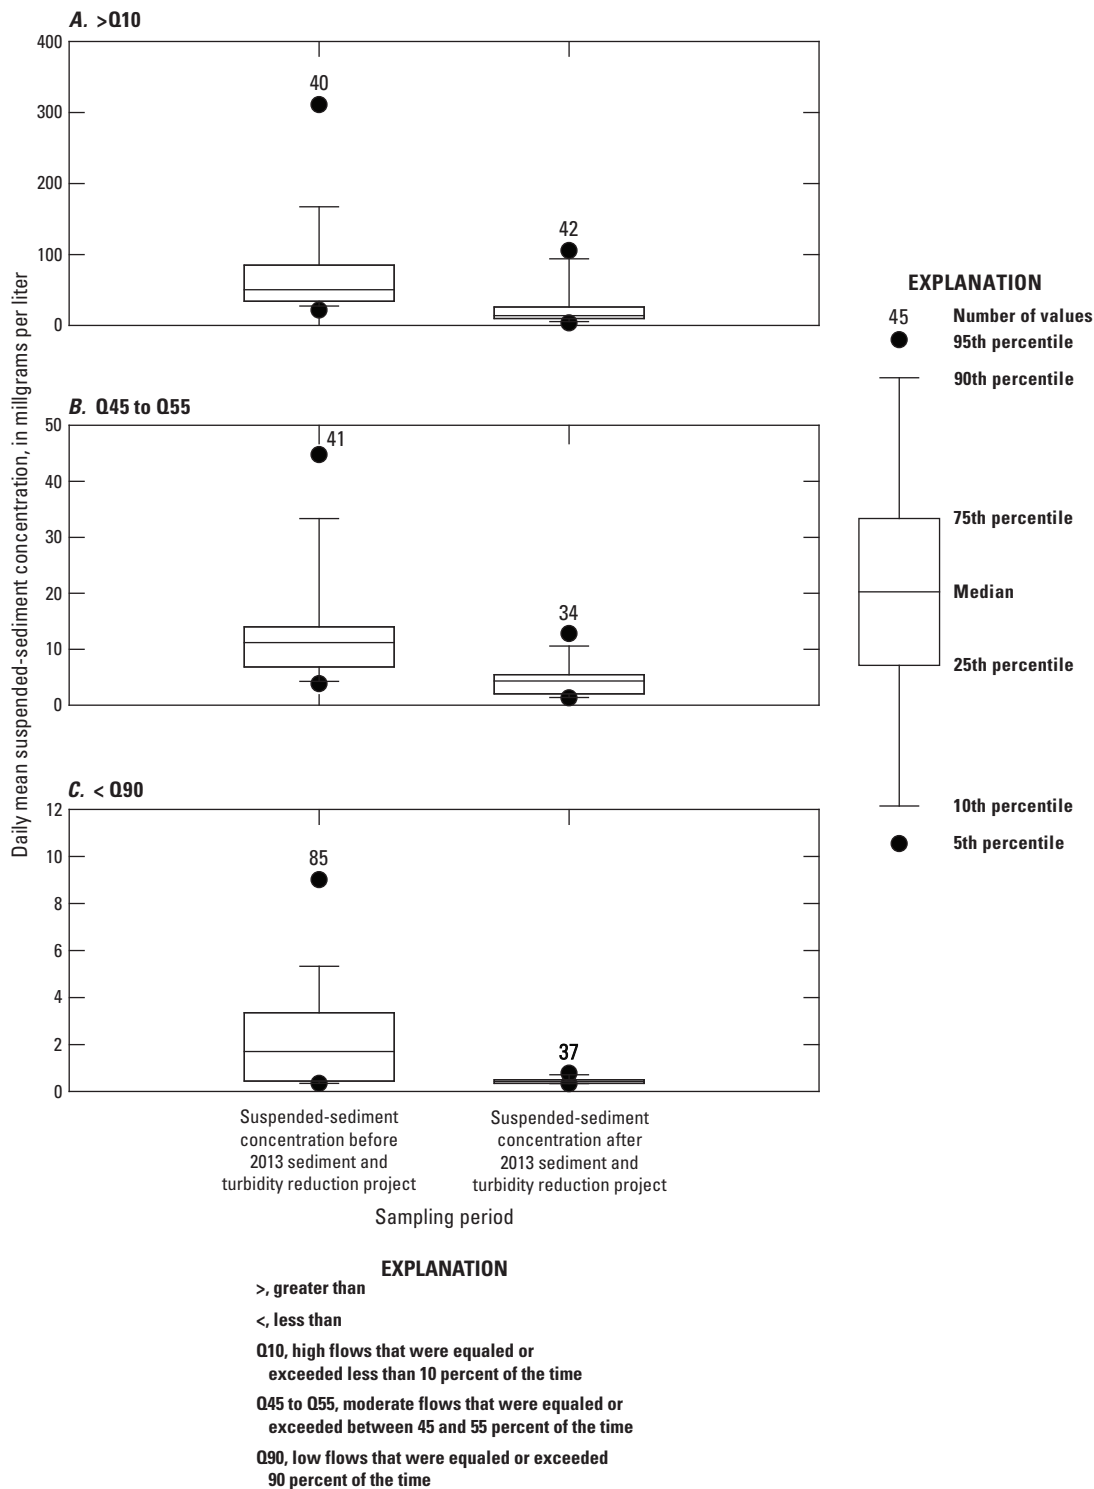 A. >Q10
400
300
200
100
0
40
42
B. Q45 to Q55
50
40
30
20
10
0
41
34
C. < Q90
12
10
8
6
4
2
0
85
37
Daily mean suspended-sediment concentration, in millgrams per liter
Suspended-sediment
concentration before
2013 sediment and
turbidity reduction project
Suspended-sediment
concentration after
2013 sediment and
turbidity reduction project
Sampling period
EXPLANATION
45 Number of values
95th percentile
90th percentile
75th percentile
Median
25th percentile
10th percentile
5th percentile
EXPLANATION
>, greater than
<, less than
Q10, high flows that were equaled or
exceeded less than 10 percent of the time
Q45 to Q55, moderate flows that were equaled or
exceeded between 45 and 55 percent of the time
Q90, low flows that were equaled or exceeded
90 percent of the time